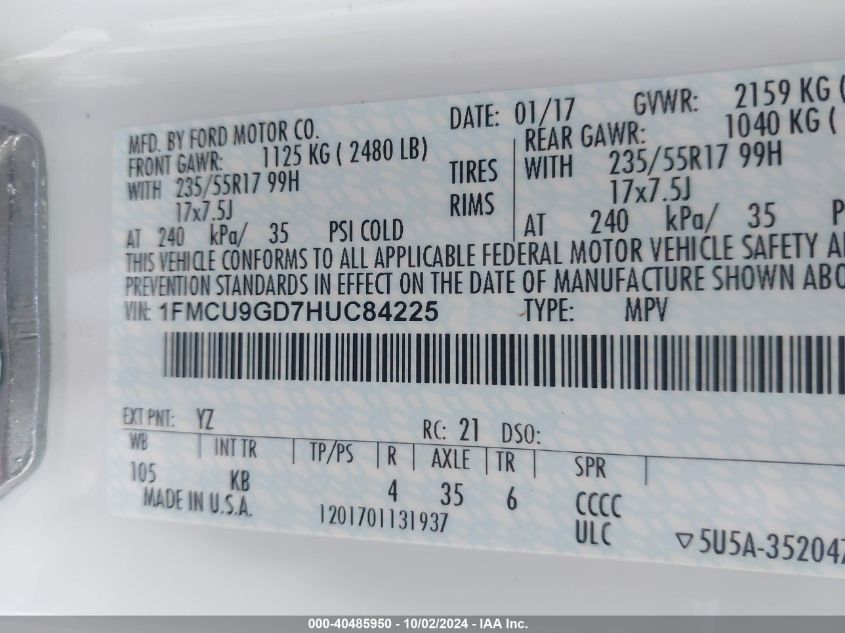 MFD. BY FORD MOTOR CO.
DATE: 01/17 GVWR: 2159 KG (
FRONT GAWR: 1125 KG ( 2480 LB) REAR GAWR: 1040 KG (
WITH 235/55R17 99H TIRES WITH 235/55R17 99H
17x7.5J RIMS 17x7.5J
AT 240 kPa/ 35 PSI COLD AT 240 kPa/ 35 P
THIS VEHICLE CONFORMS TO ALL APPLICABLE FEDERAL MOTOR VEHICLE SAFETY A
PREVENTION STANDARDS IN EFFECT ON THE DATE OF MANUFACTURE SHOWN ABO
VIN: 1FMCU9GD7HUC84225 TYPE: MPV
EXT PNT: YZ RC: 21 DSO:
WB INT TR TP/PS R AXLE TR SPR
105 KB 4 35 6 CCCC
MADE IN U.S.A. 1201701131937 ULC ▽5U5A-352047
000-40485950 - 10/02/2024 - IAA Inc.